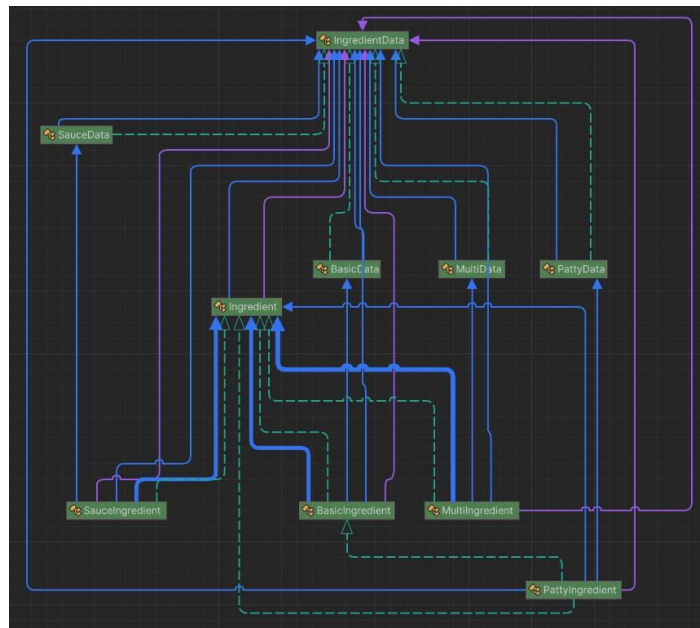 IngredientData
SauceData
BasicData
MultiData
PattyData
Ingredient
SauceIngredient
BasicIngredient
MultiIngredient
PattyIngredient